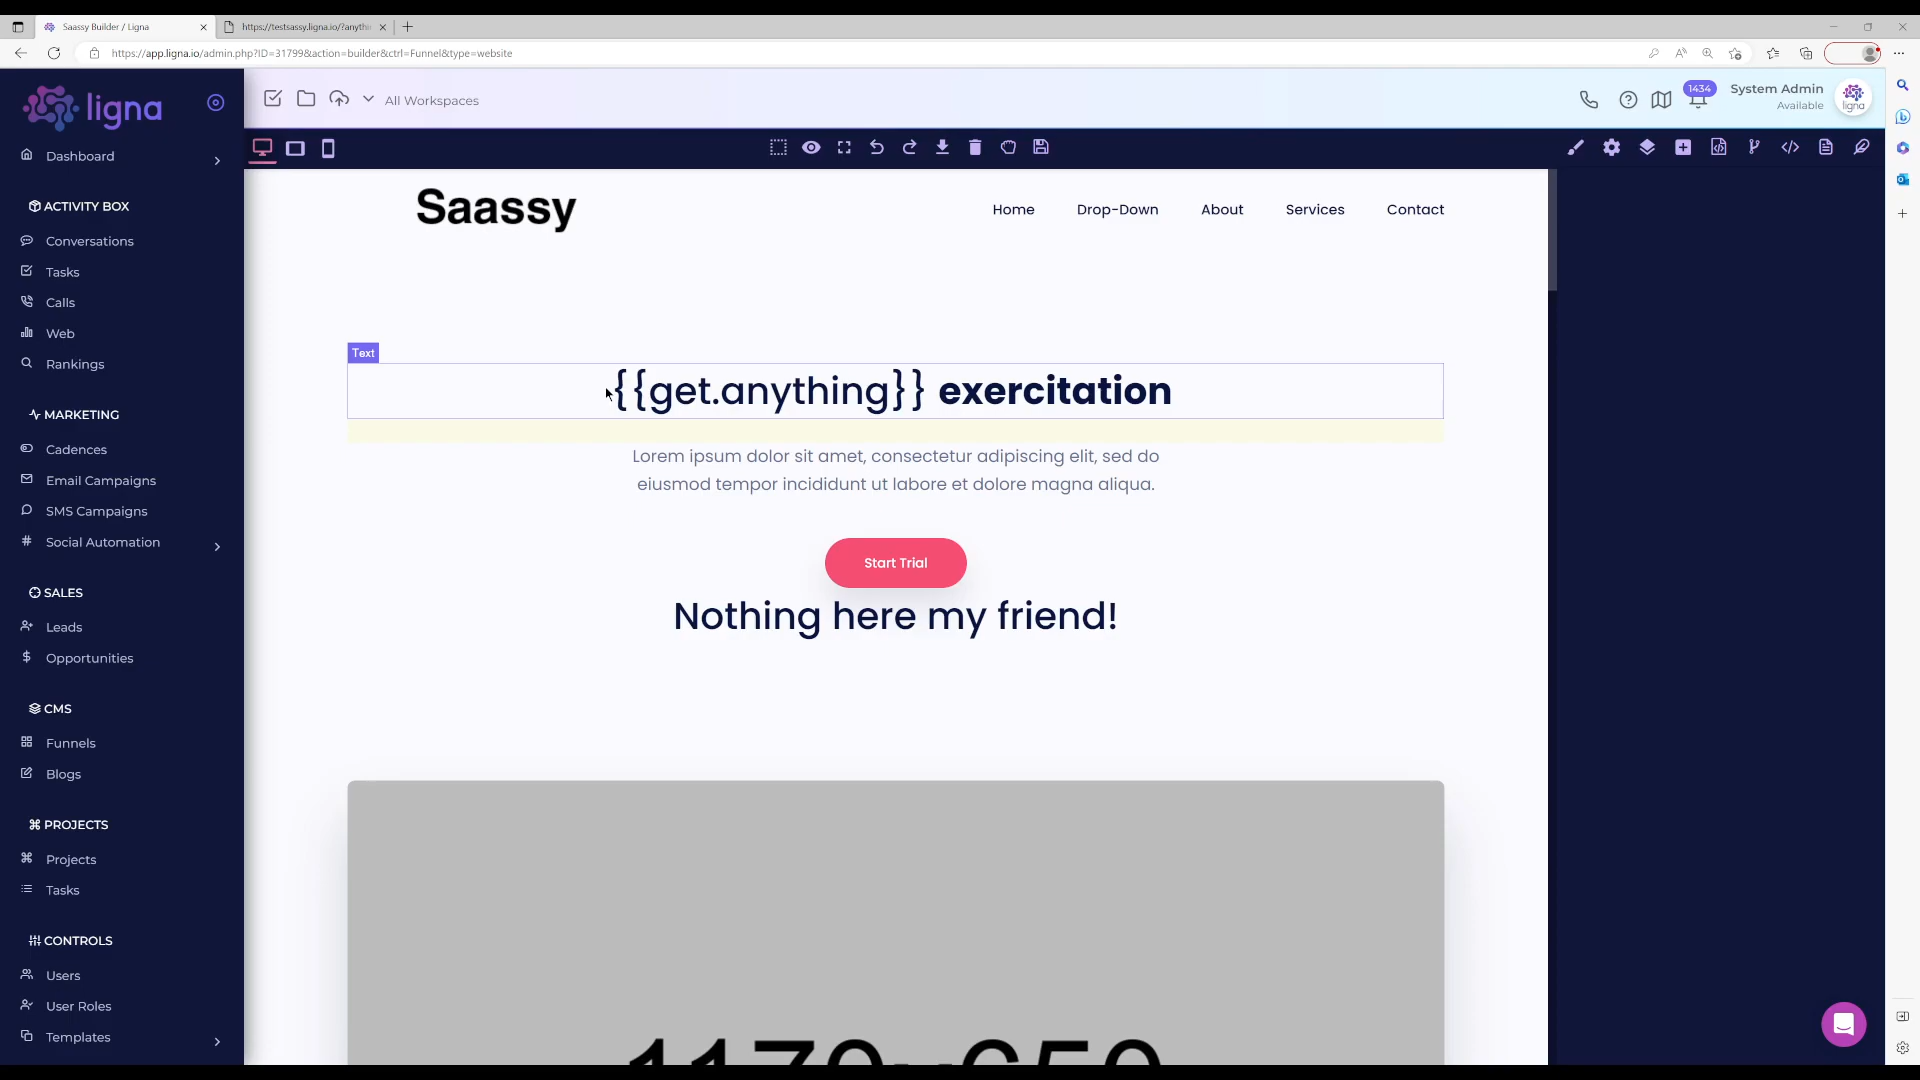 Saassy Builder / Ligna
https://testsassy.ligna.io/?anythi
https://app.ligna.io/admin.php?ID=31799&action=builder&ctrl=Funnel&type=website
ligna
All Workspaces
1434
System Admin
Available
ligna
Dashboard
ACTIVITY BOX
Conversations
Tasks
Calls
Web
Rankings
MARKETING
Cadences
Email Campaigns
SMS Campaigns
Social Automation
SALES
Leads
Opportunities
CMS
Funnels
Blogs
PROJECTS
Projects
Tasks
CONTROLS
Users
User Roles
Templates
Saassy
Home Drop-Down About Services Contact
Text
{{get.anything}} exercitation
Lorem ipsum dolor sit amet, consectetur adipiscing elit, sed do
eiusmod tempor incididunt ut labore et dolore magna aliqua.
Start Trial
Nothing here my friend!